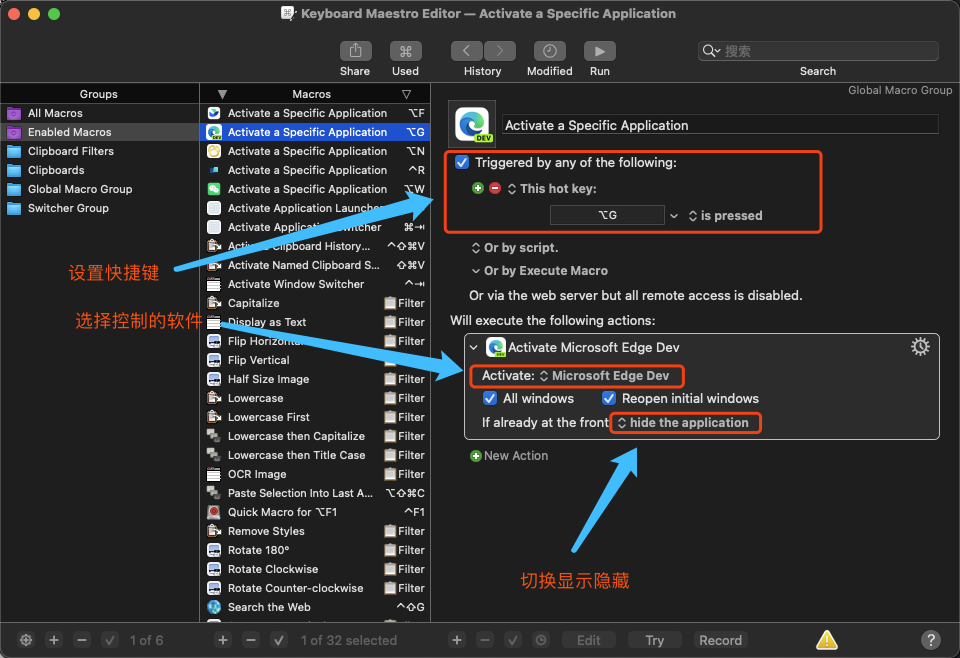 Keyboard Maestro Editor — Activate a Specific Application
Share
Used
History
Modified
Run
搜索
Search
Groups
All Macros
Enabled Macros
Clipboard Filters
Clipboards
Global Macro Group
Switcher Group
Macros
Activate a Specific Application ⌥F
Activate a Specific Application ⌥G
Activate a Specific Application ⌥N
Activate a Specific Application ^R
Activate a Specific Application ⌥W
Activate Application Launcher
Activate Application Switcher ⌘⇥
Activate Clipboard History... ^⇧⌘V
Activate Named Clipboard S... ⇧⌘V
Activate Window Switcher ^⇥
Capitalize Filter
Display as Text Filter
Flip Horizontal Filter
Flip Vertical Filter
Half Size Image Filter
Lowercase Filter
Lowercase First Filter
Lowercase then Capitalize Filter
Lowercase then Title Case Filter
OCR Image Filter
Paste Selection Into Last A... ⌥⇧⌘C
Quick Macro for ⌥F1 ^F1
Remove Styles Filter
Rotate 180° Filter
Rotate Clockwise Filter
Rotate Counter-clockwise Filter
Search the Web ^⇧G
Global Macro Group
DEV
Activate a Specific Application
Triggered by any of the following:
This hot key:
⌥G is pressed
Or by script.
Or by Execute Macro
Or via the web server but all remote access is disabled.
Will execute the following actions:
Activate Microsoft Edge Dev
Activate: Microsoft Edge Dev
All windows Reopen initial windows
If already at the front hide the application
New Action
设置快捷键
选择控制的软件
切换显示隐藏
1 of 6
1 of 32 selected
Edit
Try
Record
?